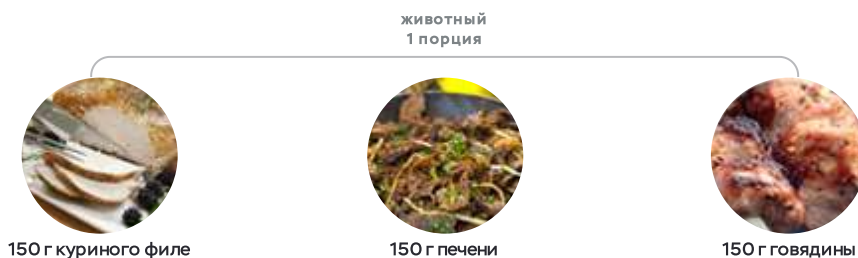 животный
1 порция
150 г куриного филе
150 г печени
150 г говядины